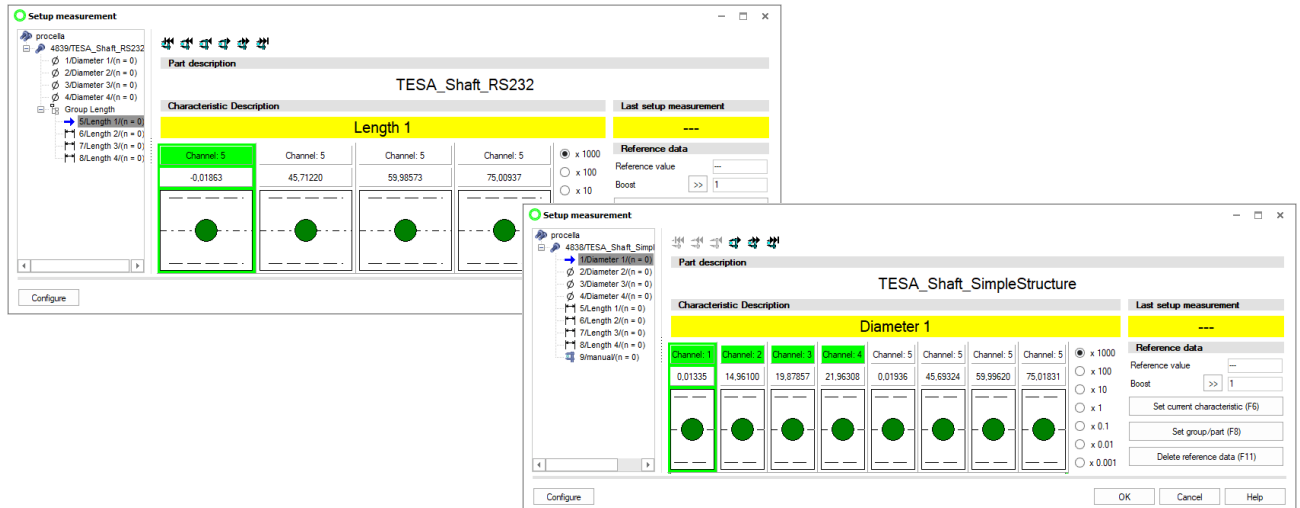 Setup measurement
procella
4839/TESA_Shaft_RS232
1/Diameter 1/(n = 0)
2/Diameter 2/(n = 0)
3/Diameter 3/(n = 0)
4/Diameter 4/(n = 0)
Group Length
5/Length 1/(n = 0)
6/Length 2/(n = 0)
7/Length 3/(n = 0)
8/Length 4/(n = 0)
Configure
Part description
TESA_Shaft_RS232
Characteristic Description
Last setup measurement
Length 1
---
Channel: 5 Channel: 5 Channel: 5 Channel: 5
-0,01863 45,71220 59,98573 75,00937
x 1000
x 100
x 10
Reference data
Reference value ---
Boost >> 1
Setup measurement
procella
4838/TESA_Shaft_Simpl
1/Diameter 1/(n = 0)
2/Diameter 2/(n = 0)
3/Diameter 3/(n = 0)
4/Diameter 4/(n = 0)
5/Length 1/(n = 0)
6/Length 2/(n = 0)
7/Length 3/(n = 0)
8/Length 4/(n = 0)
9/manual/(n = 0)
Part description
TESA_Shaft_SimpleStructure
Characteristic Description
Last setup measurement
Diameter 1
---
Channel: 1 Channel: 2 Channel: 3 Channel: 4 Channel: 5 Channel: 5 Channel: 5 Channel: 5
0,01335 14,96100 19,87857 21,96308 0,01936 45,69324 59,99620 75,01831
x 1000
x 100
x 10
x 1
x 0.1
x 0.01
x 0.001
Reference data
Reference value ---
Boost >> 1
Set current characteristic (F6)
Set group/part (F8)
Delete reference data (F11)
Configure
OK Cancel Help